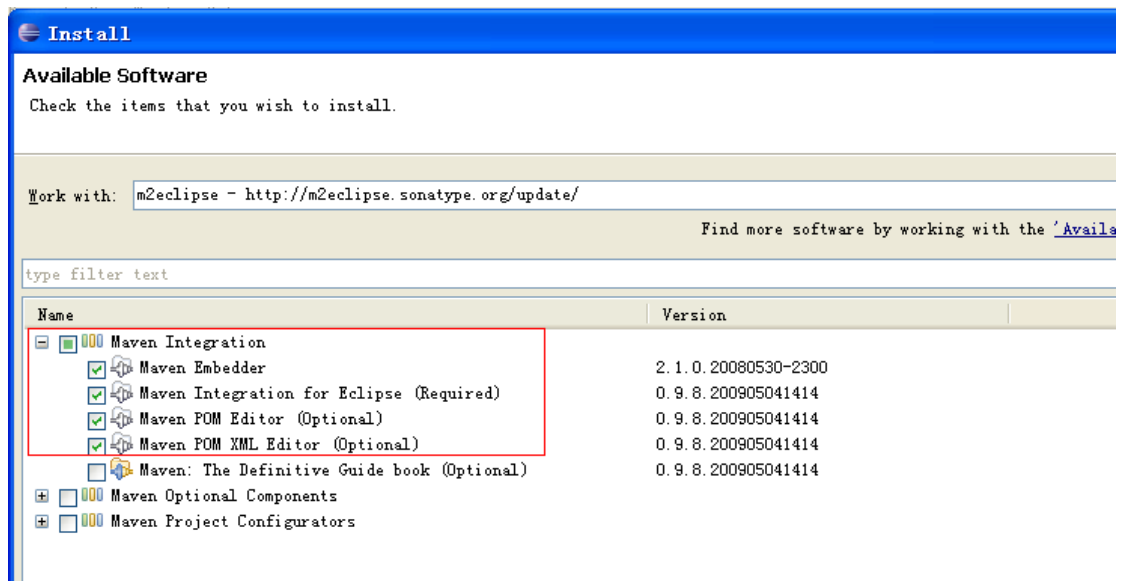 Install
Available Software
Check the items that you wish to install.
Work with: m2eclipse - http://m2eclipse.sonatype.org/update/
Find more software by working with the 'Availa
type filter text
Name Version
Maven Integration
Maven Embedder 2.1.0.20080530-2300
Maven Integration for Eclipse (Required) 0.9.8.200905041414
Maven POM Editor (Optional) 0.9.8.200905041414
Maven POM XML Editor (Optional) 0.9.8.200905041414
Maven: The Definitive Guide book (Optional) 0.9.8.200905041414
Maven Optional Components
Maven Project Configurators